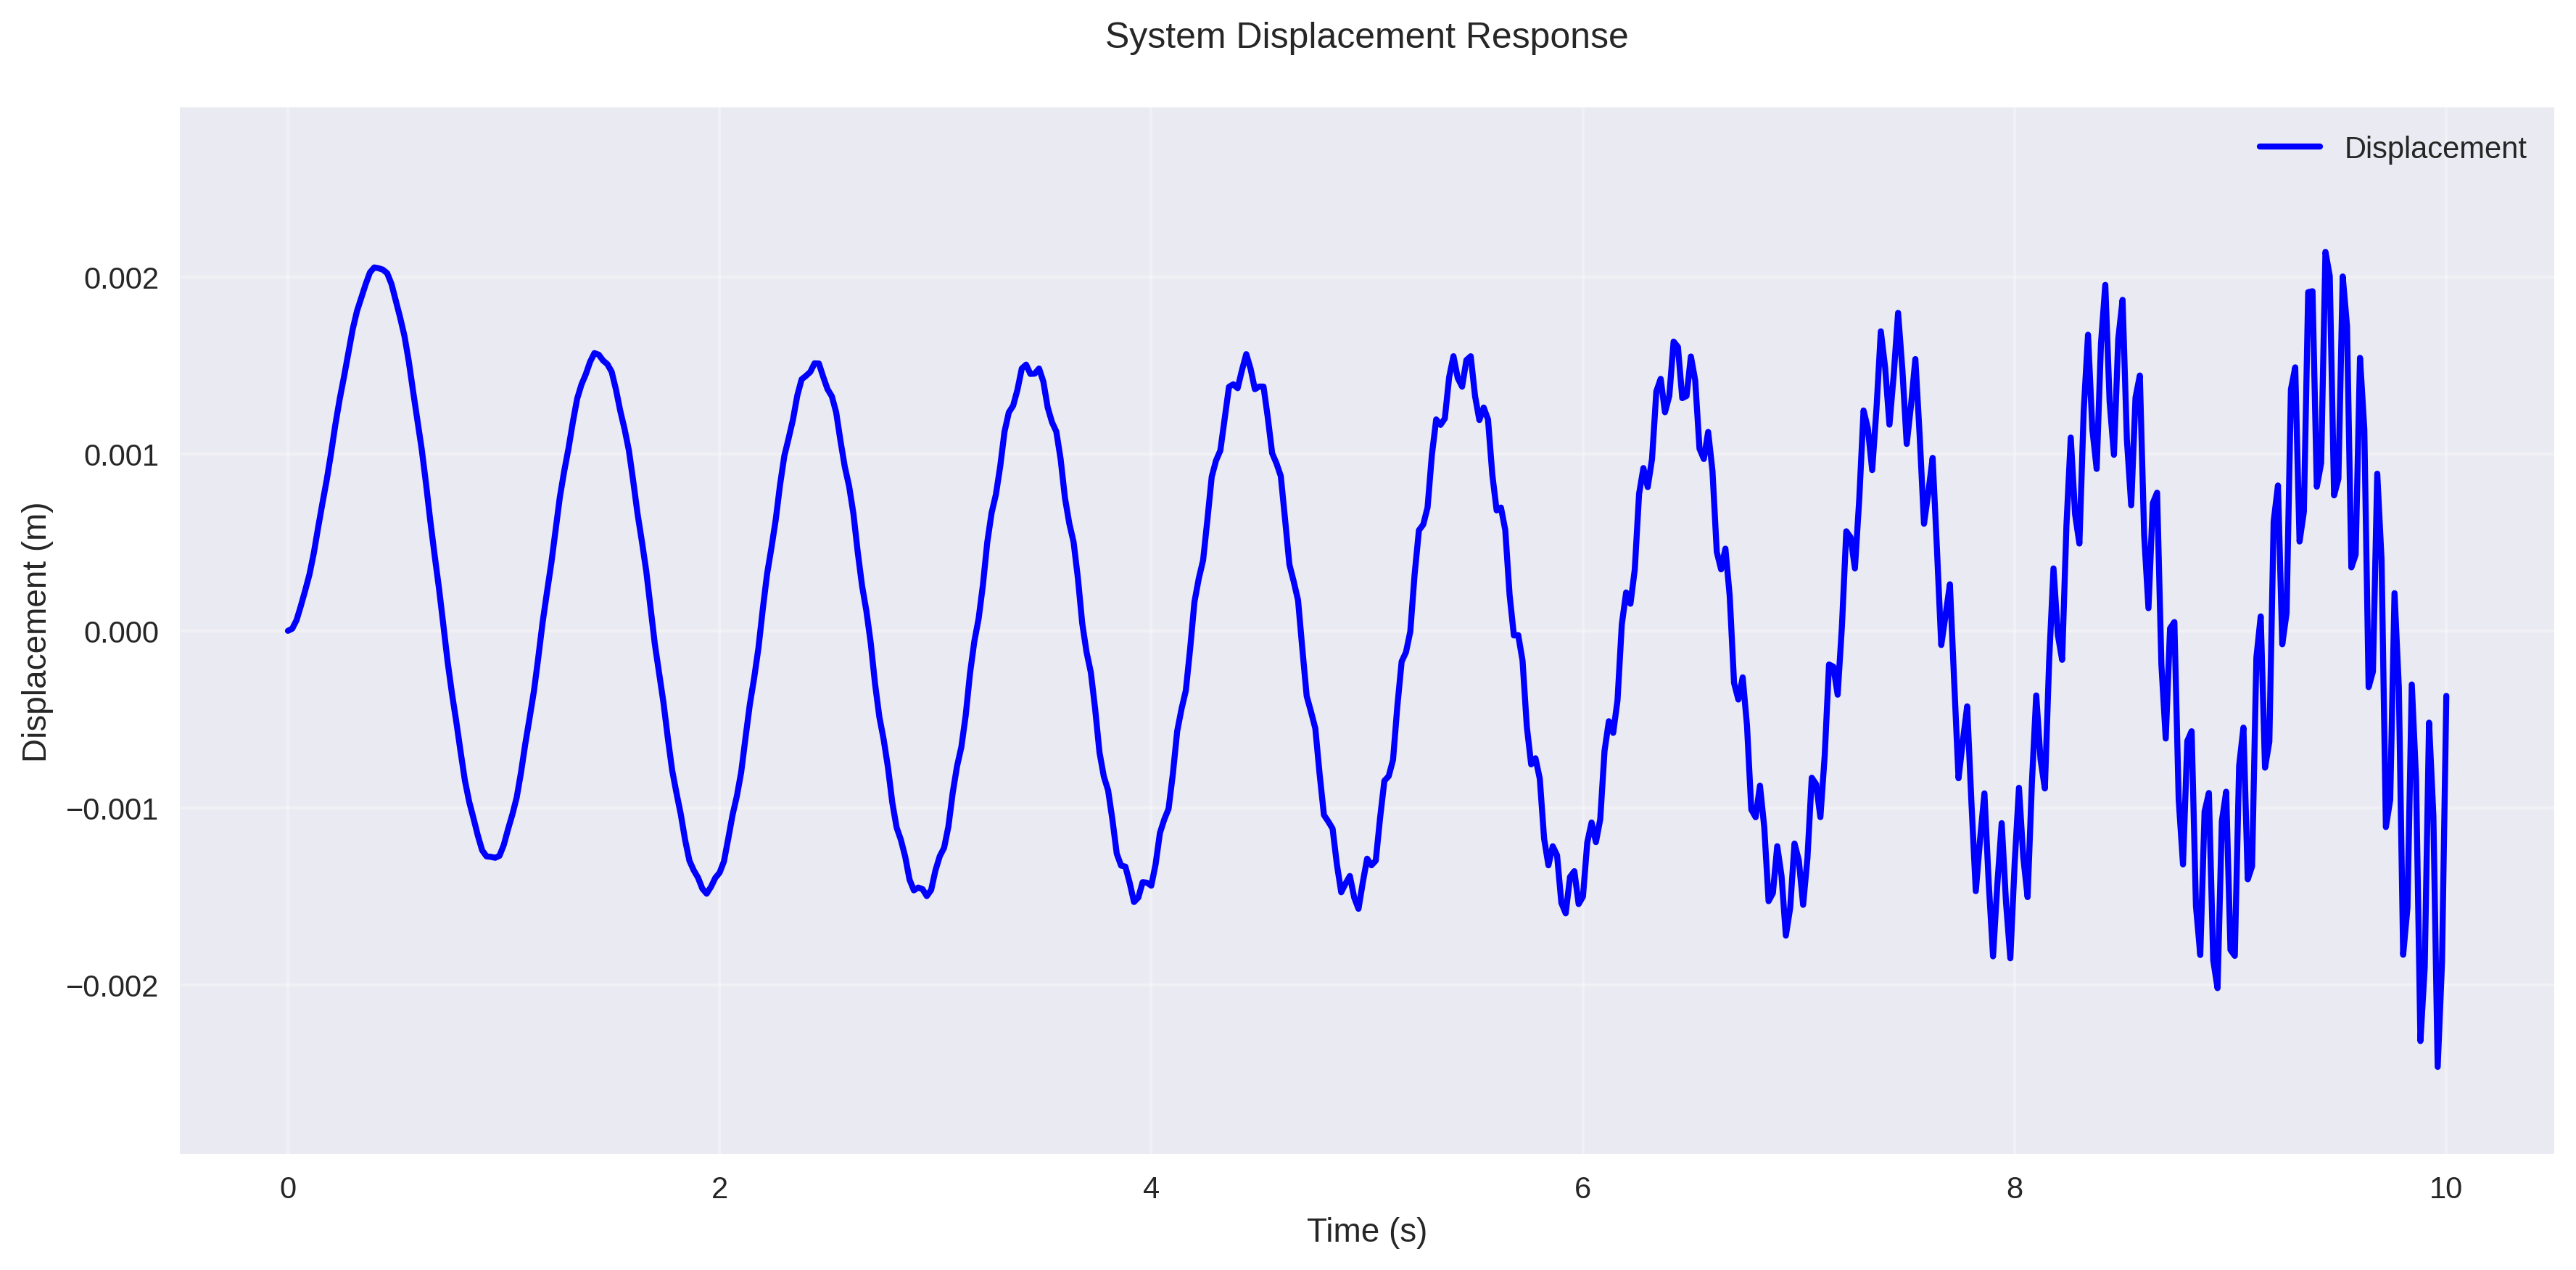 System Displacement Response
Displacement
0.002
0.001
0.000
−0.001
−0.002
Displacement (m)
0 2 4 6 8 10
Time (s)